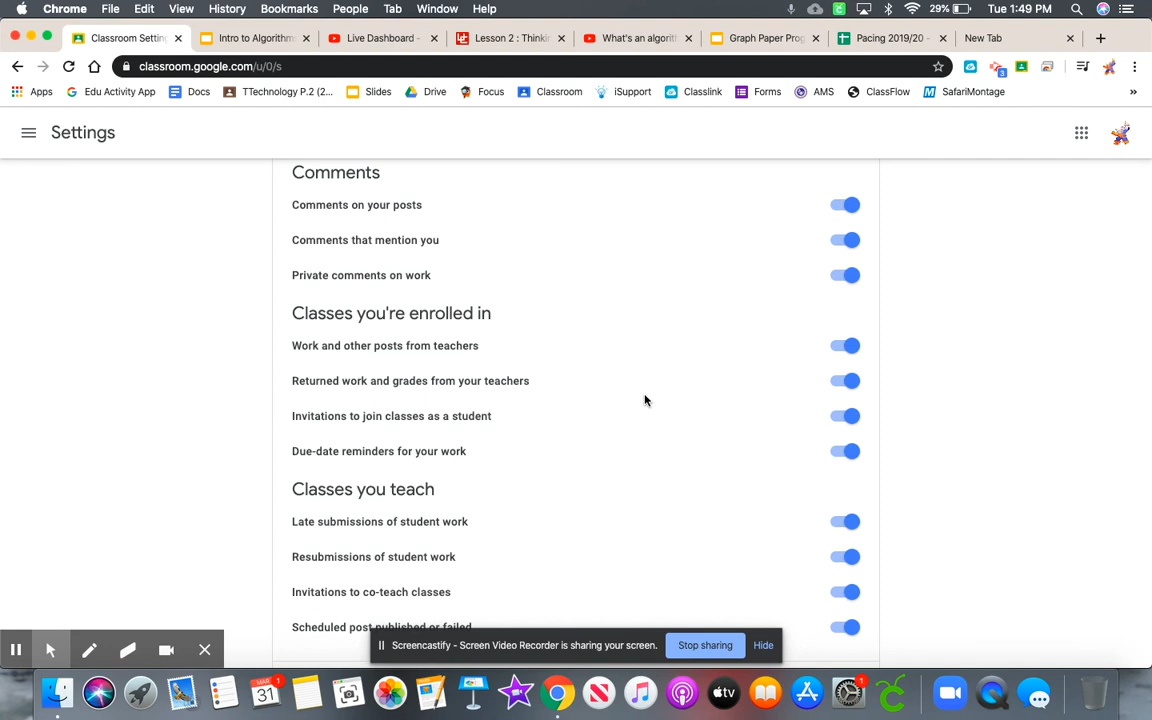 Chrome File Edit View History Bookmarks People Tab Window Help 29% Tue 1:49 PM
Classroom Settin Intro to Algorithm Live Dashboard - Lesson 2 : Thinki What's an algorit Graph Paper Prog Pacing 2019/20 - New Tab
classroom.google.com/u/0/s
Apps Edu Activity App Docs TTechnology P.2 (2... Slides Drive Focus Classroom iSupport Classlink Forms AMS ClassFlow SafariMontage »
Settings
Comments
Comments on your posts
Comments that mention you
Private comments on work
Classes you're enrolled in
Work and other posts from teachers
Returned work and grades from your teachers
Invitations to join classes as a student
Due-date reminders for your work
Classes you teach
Late submissions of student work
Resubmissions of student work
Invitations to co-teach classes
Scheduled post published or failed
Screencastify - Screen Video Recorder is sharing your screen. Stop sharing Hide
MAR 31 1 tv 1